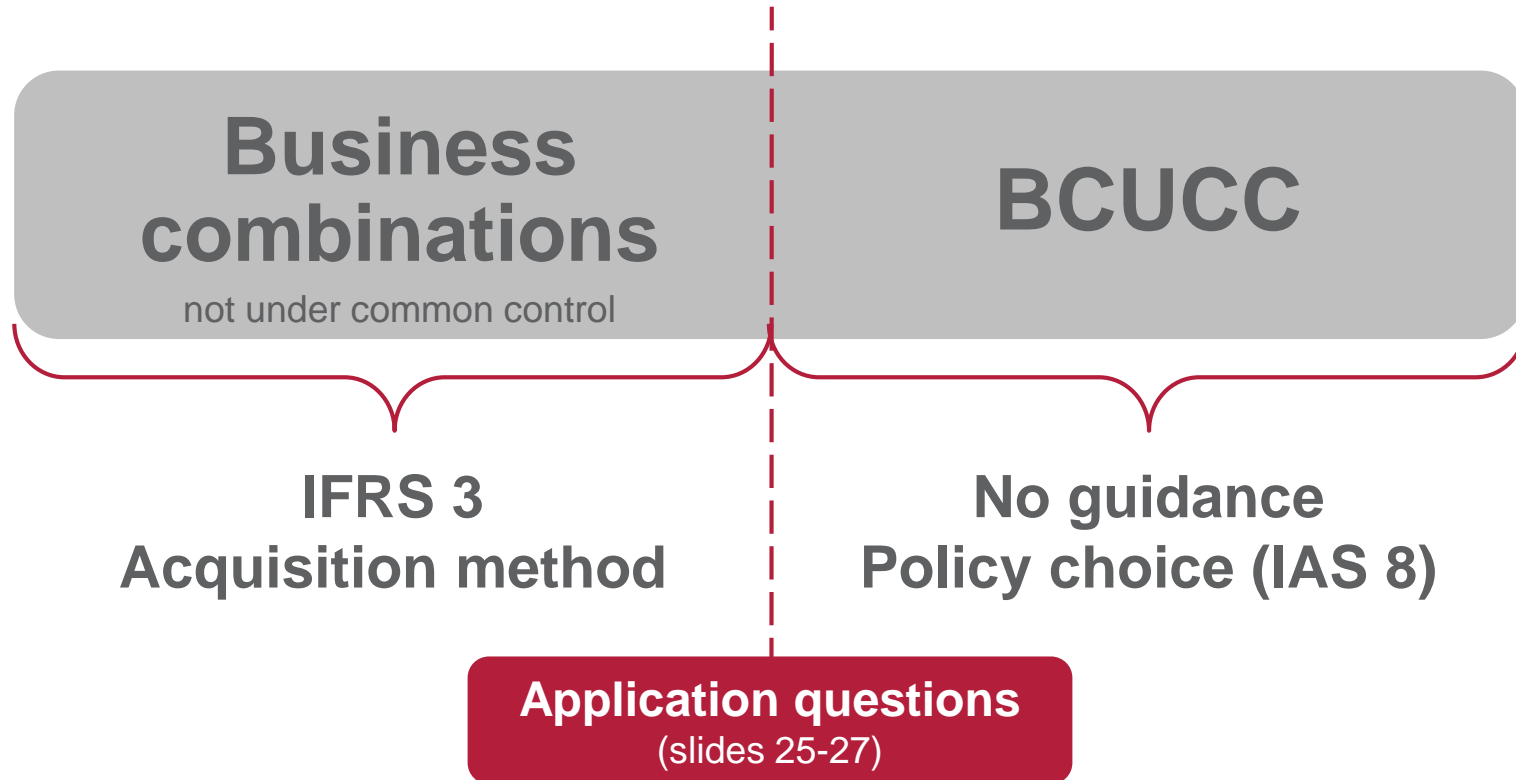 Business
combinations
not under common control
BCUCC
IFRS 3
Acquisition method
No guidance
Policy choice (IAS 8)
Application questions
(slides 25-27)